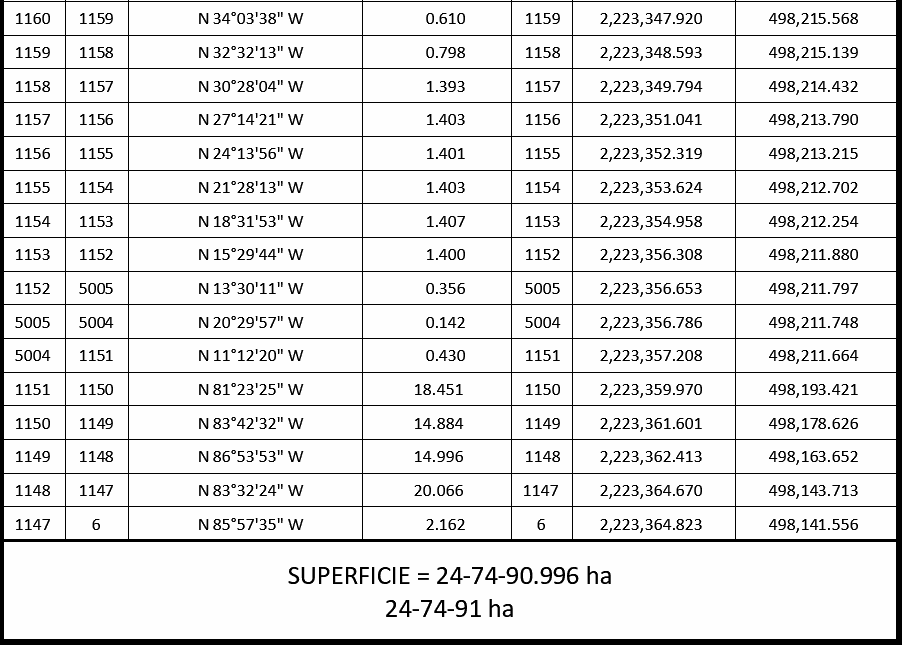 1160 1159 N 34°03'38" W 0.610 1159 2,223,347.920 498,215.568
1159 1158 N 32°32'13" W 0.798 1158 2,223,348.593 498,215.139
1158 1157 N 30°28'04" W 1.393 1157 2,223,349.794 498,214.432
1157 1156 N 27°14'21" W 1.403 1156 2,223,351.041 498,213.790
1156 1155 N 24°13'56" W 1.401 1155 2,223,352.319 498,213.215
1155 1154 N 21°28'13" W 1.403 1154 2,223,353.624 498,212.702
1154 1153 N 18°31'53" W 1.407 1153 2,223,354.958 498,212.254
1153 1152 N 15°29'44" W 1.400 1152 2,223,356.308 498,211.880
1152 5005 N 13°30'11" W 0.356 5005 2,223,356.653 498,211.797
5005 5004 N 20°29'57" W 0.142 5004 2,223,356.786 498,211.748
5004 1151 N 11°12'20" W 0.430 1151 2,223,357.208 498,211.664
1151 1150 N 81°23'25" W 18.451 1150 2,223,359.970 498,193.421
1150 1149 N 83°42'32" W 14.884 1149 2,223,361.601 498,178.626
1149 1148 N 86°53'53" W 14.996 1148 2,223,362.413 498,163.652
1148 1147 N 83°32'24" W 20.066 1147 2,223,364.670 498,143.713
1147 6 N 85°57'35" W 2.162 6 2,223,364.823 498,141.556
SUPERFICIE = 24-74-90.996 ha
24-74-91 ha